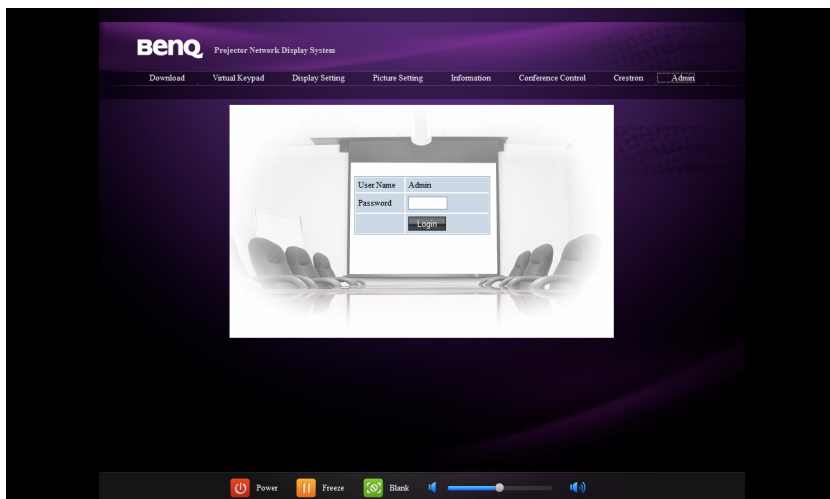 BenQ Projector Network Display System
Download Virtual Keypad Display Setting Picture Setting Information Conference Control Crestron Admin
User Name Admin
Password
Login
Power Freeze Blank